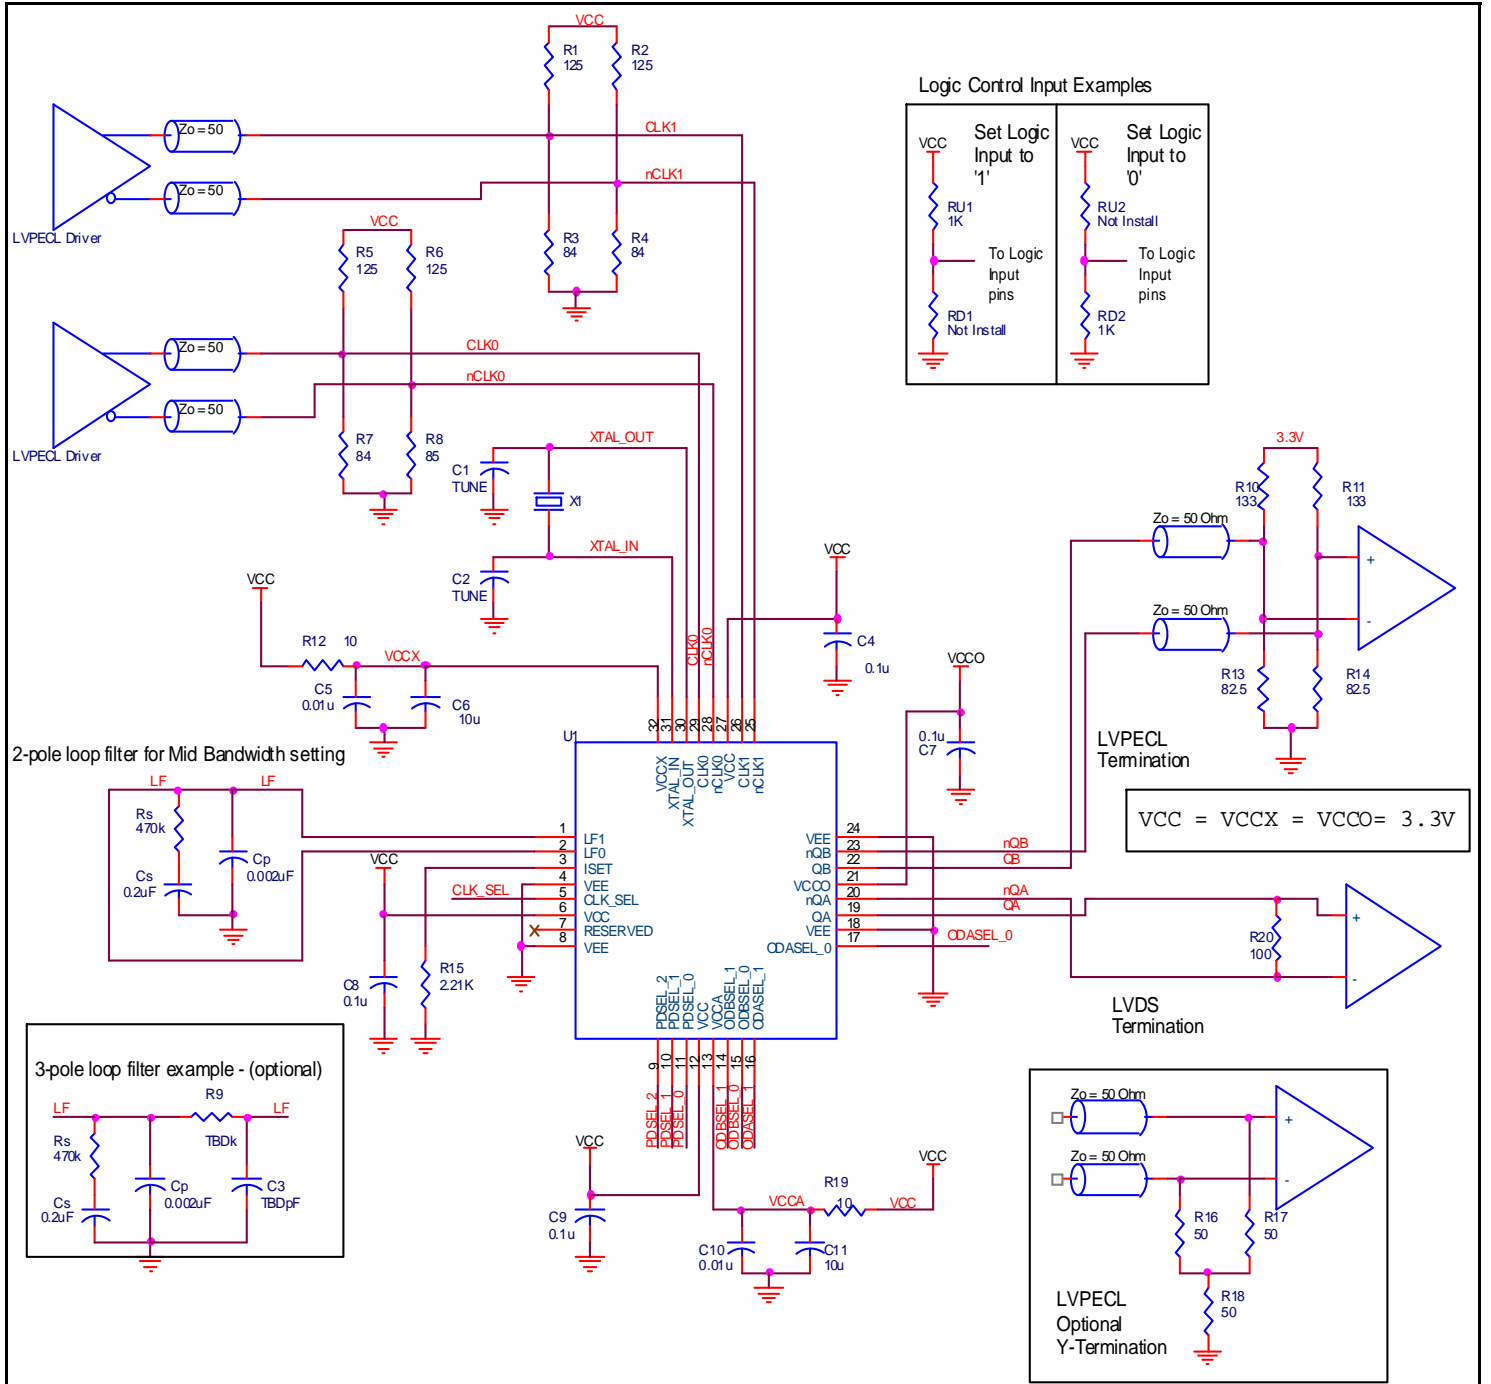 VCC
R1
125
R2
125
Zo = 50
CLK1
Zo = 50
nCLK1
LVPECL Driver
R3
84
R4
84
VCC
R5
125
R6
125
Zo = 50
CLK0
Zo = 50
nCLK0
LVPECL Driver
R7
84
R8
85
Logic Control Input Examples
VCC
Set Logic
Input to
'1'
RU1
1K
To Logic
Input
pins
RD1
Not Install
VCC
Set Logic
Input to
'0'
RU2
Not Install
To Logic
Input
pins
RD2
1K
XTAL_OUT
C1
TUNE
X1
XTAL_IN
C2
TUNE
VCC
R12 10
VCCX
C5
0.01u
C6
10u
CLK0
nCLK0
VCC
C4
0.1u
VCCO
0.1u
C7
3.3V
R10
133
R11
133
Zo = 50 Ohm
+
Zo = 50 Ohm
-
R13
82.5
R14
82.5
LVPECL
Termination
VCC = VCCX = VCCO= 3.3V
2-pole loop filter for Mid Bandwidth setting
LF
LF
Rs
470k
Cp
0.002uF
Cs
0.2uF
U1
32
31
30
29
28
27
26
25
VCCX
XTAL_IN
XTAL_OUT
CLK0
nCLK0
VCC
CLK1
nCLK1
1
LF1
2
LF0
3
ISET
4
VEE
5
CLK_SEL
6
VCC
7
RESERVED
8
VEE
24
VEE
23
nQB
22
QB
21
VCCO
20
nQA
19
QA
18
VEE
17
ODASEL_0
PDSEL_2
PDSEL_1
PDSEL_0
VCC
VCCA
ODBSEL_1
ODBSEL_0
ODASEL_1
9
10
11
12
13
14
15
16
PDSEL_2
PDSEL_1
PDSEL_0
ODBSEL_1
ODBSEL_0
ODASEL_1
VCC
CLK_SEL
C8
0.1u
R15
2.21K
nQB
QB
nQA
QA
ODASEL_0
R20
100
+
-
LVDS
Termination
3-pole loop filter example - (optional)
LF
R9
TBDk
LF
Rs
470k
Cp
0.002uF
C3
TBDpF
Cs
0.2uF
VCC
C9
0.1u
VCCA
R19
10
VCC
VCC
C10
0.01u
C11
10u
Zo = 50 Ohm
+
Zo = 50 Ohm
-
R16
50
R17
50
R18
50
LVPECL
Optional
Y-Termination